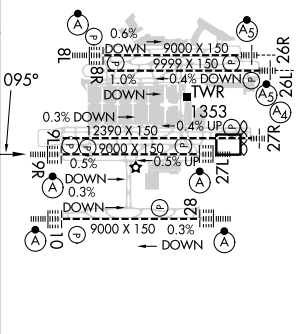 A
P
0.6%
A5
DOWN
9000 X 150
8L
P
26R
9999 X 150
P
8R
1.0%
0.4% DOWN
26L
P
095°
DOWN
TWR
A5
1353
A4
0.3% DOWN
0.4% UP
P
12390 X 150
27R
9L
P
P
9000 X 150
P
9R
0.5%
0.5% UP
27L
A
DOWN
A
0.3%
DOWN
P
28
10
P
9000 X 150
0.3%
A
A
DOWN